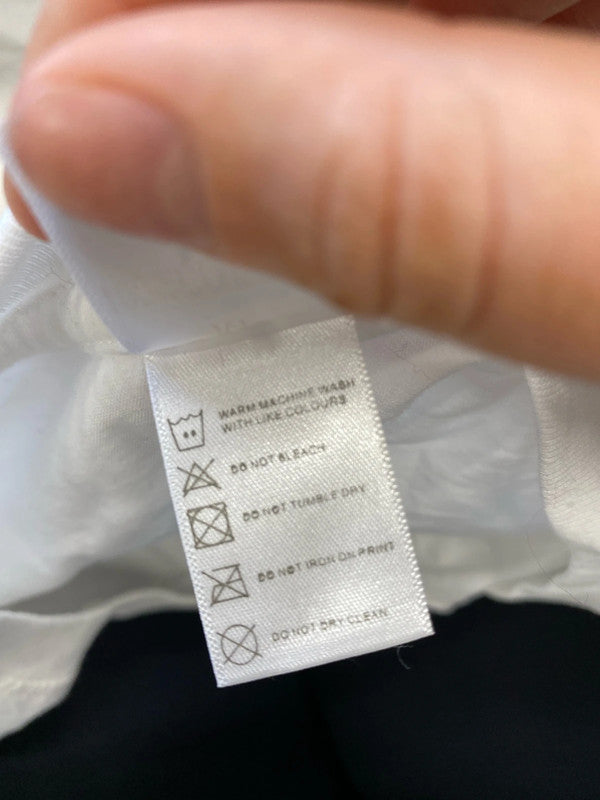 WARM MACHINE WASH
WITH LIKE COLOURS
DO NOT BLEACH
DO NOT TUMBLE DRY
DO NOT IRON ON PRINT
DO NOT DRY CLEAN